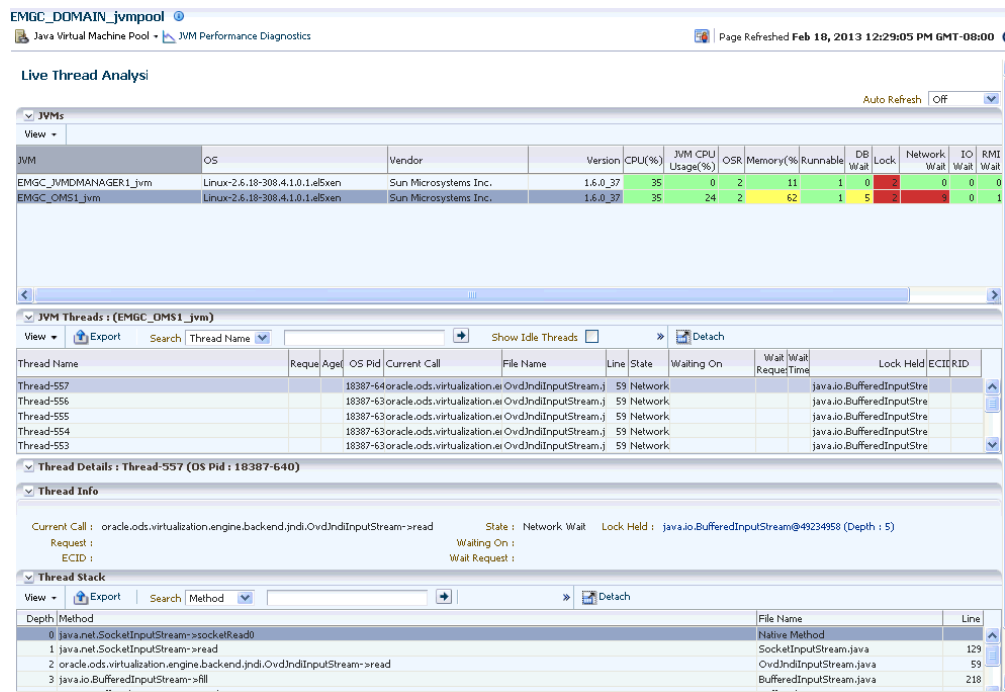 EMGC_DOMAIN_jvmpool
Java Virtual Machine Pool JVM Performance Diagnostics Page Refreshed Feb 18, 2013 12:29:05 PM GMT-08:00
Live Thread Analysi
Auto Refresh Off
JVMs
View
JVM OS Vendor Version CPU(%) JVM CPU Usage(%) OSR Memory(% Runnable DB Wait Lock Network Wait IO Wait RMI Wait
EMGC_JVMDMANAGER1_jvm Linux-2.6.18-308.4.1.0.1.el5xen Sun Microsystems Inc. 1.6.0_37 35 0 2 11 1 0 2 0 0 0
EMGC_OMS1_jvm Linux-2.6.18-308.4.1.0.1.el5xen Sun Microsystems Inc. 1.6.0_37 35 24 2 62 1 5 2 9 0 1
JVM Threads : (EMGC_OMS1_jvm)
View Export Search Thread Name Show Idle Threads » Detach
Thread Name Reque Age( OS Pid Current Call File Name Line State Waiting On Wait Reques Wait Time Lock Held ECID RID
Thread-557 18387-64 oracle.ods.virtualization.e OvdJndiInputStream.j 59 Network java.io.BufferedInputStre
Thread-556 18387-63 oracle.ods.virtualization.e OvdJndiInputStream.j 59 Network java.io.BufferedInputStre
Thread-555 18387-63 oracle.ods.virtualization.e OvdJndiInputStream.j 59 Network java.io.BufferedInputStre
Thread-554 18387-63 oracle.ods.virtualization.e OvdJndiInputStream.j 59 Network java.io.BufferedInputStre
Thread-553 18387-63 oracle.ods.virtualization.e OvdJndiInputStream.j 59 Network java.io.BufferedInputStre
Thread Details : Thread-557 (OS Pid : 18387-640)
Thread Info
Current Call : oracle.ods.virtualization.engine.backend.jndi.OvdJndiInputStream->read State : Network Wait Lock Held : java.io.BufferedInputStream@49234958 (Depth : 5)
Request : Waiting On :
ECID : Wait Request :
Thread Stack
View Export Search Method » Detach
Depth Method File Name Line
0 java.net.SocketInputStream->socketRead0 Native Method
1 java.net.SocketInputStream->read SocketInputStream.java 129
2 oracle.ods.virtualization.engine.backend.jndi.OvdJndiInputStream->read OvdJndiInputStream.java 59
3 java.io.BufferedInputStream->fill BufferedInputStream.java 218